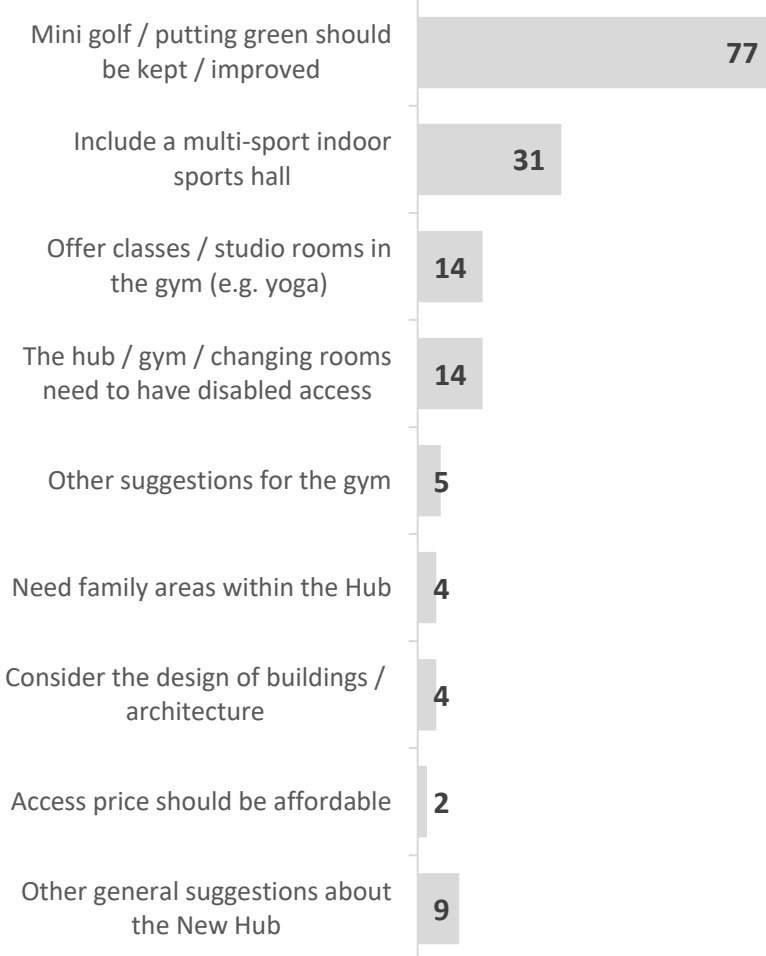 Mini golf / putting green should
be kept / improved
77
Include a multi-sport indoor
sports hall
31
Offer classes / studio rooms in
the gym (e.g. yoga)
14
The hub / gym / changing rooms
need to have disabled access
14
Other suggestions for the gym
5
Need family areas within the Hub
4
Consider the design of buildings /
architecture
4
Access price should be affordable
2
Other general suggestions about
the New Hub
9